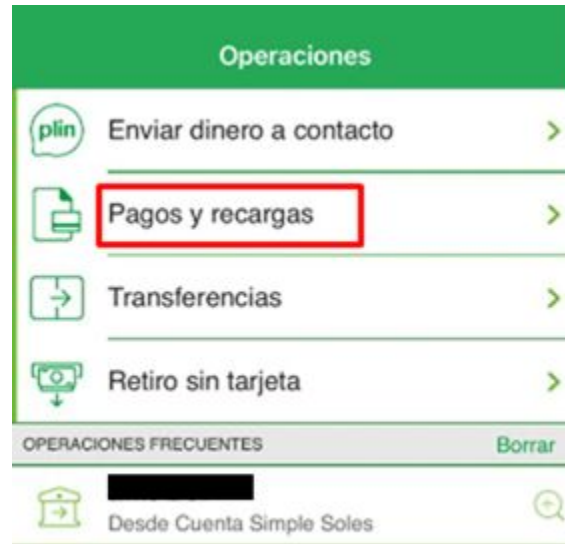 Operaciones
plin
Enviar dinero a contacto
Pagos y recargas
Transferencias
Retiro sin tarjeta
OPERACIONES FRECUENTES Borrar
Desde Cuenta Simple Soles